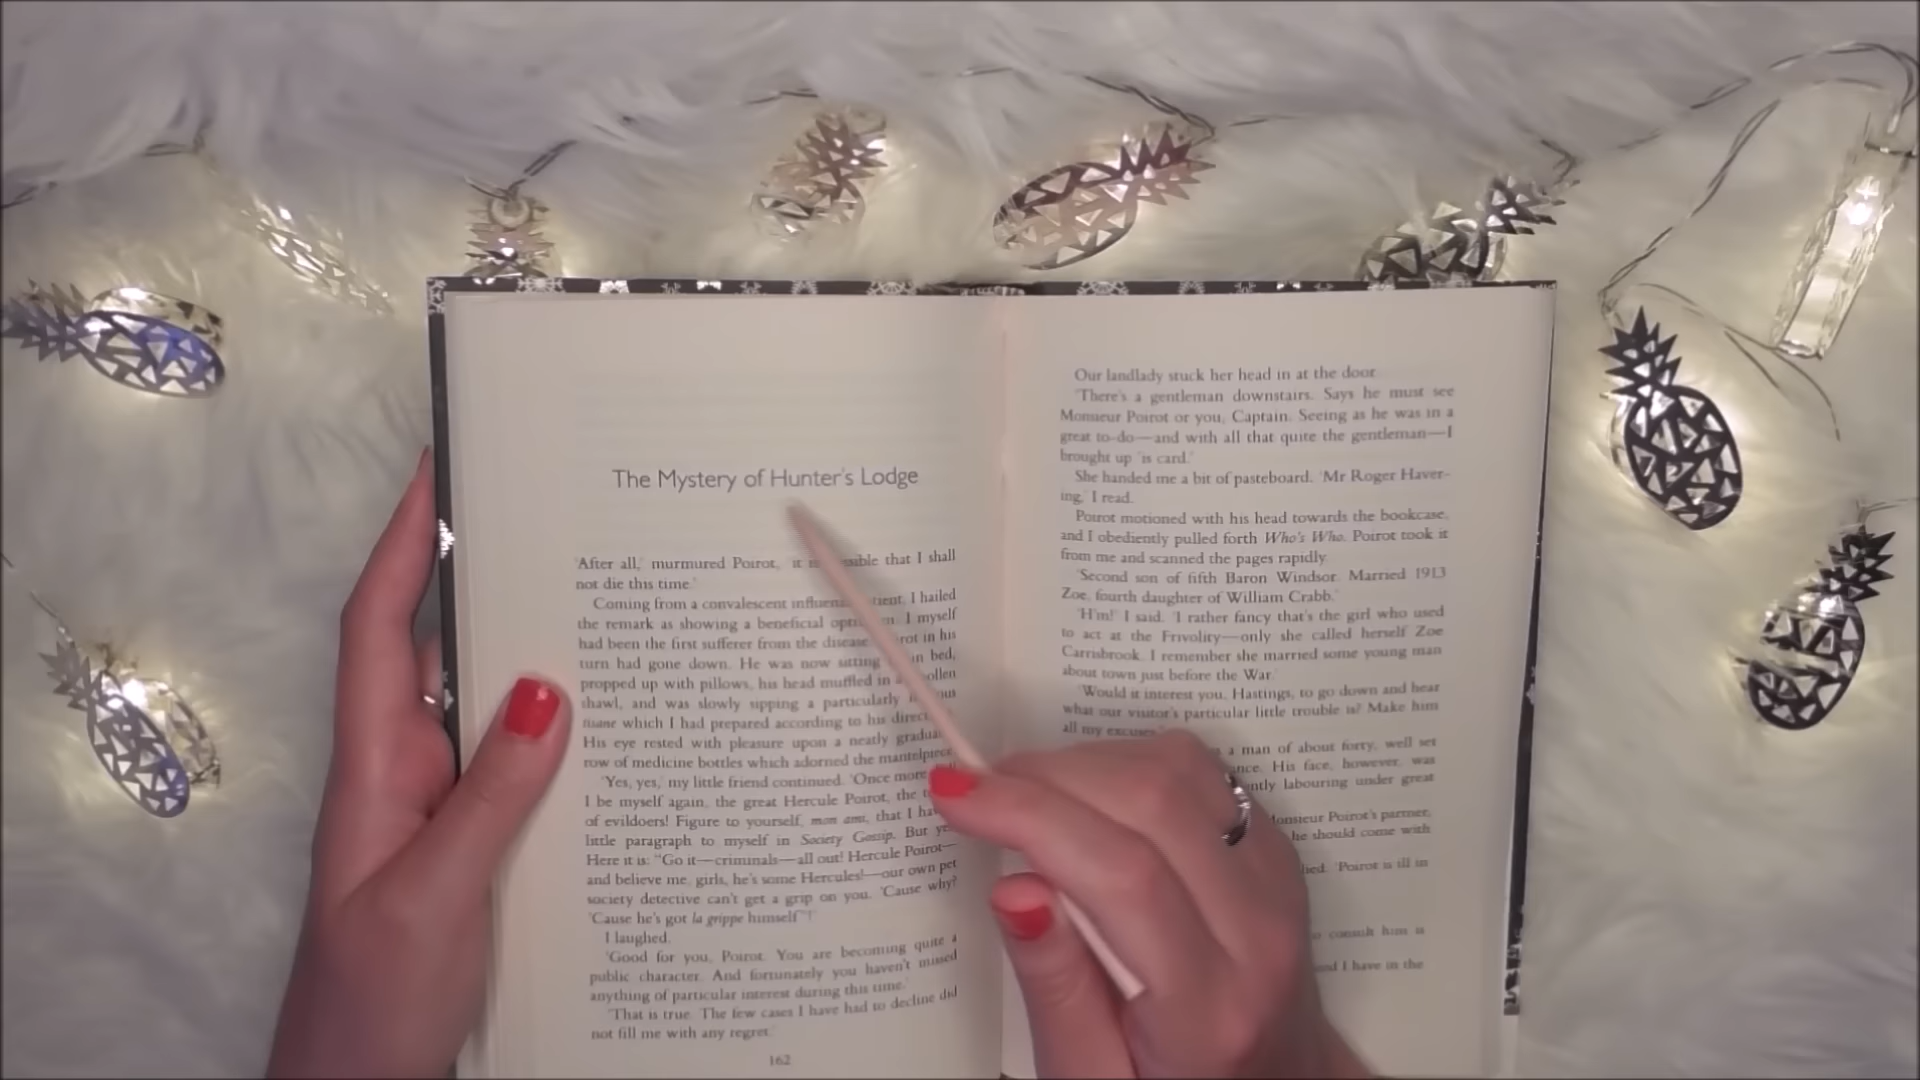 The Mystery of Hunter's Lodge
'After all,' murmured Poirot, 'it is possible that I shall
not die this time.'
Coming from a convalescent influenza patient, I hailed
the remark as showing a beneficial optimism. I myself
had been the first sufferer from the disease. Poirot in his
turn had gone down. He was now sitting up in bed,
propped up with pillows, his head muffled in a woollen
shawl, and was slowly sipping a particularly
tisane which I had prepared according to his
His eye rested with pleasure upon a neatly graduated
row of medicine bottles which adorned the mantelpiece.
'Yes, yes,' my little friend continued. 'Once more
I be myself again, the great Hercule Poirot, the
of evildoers! Figure to yourself, mon ami, that I have
little paragraph to myself in Society Gossip. But yes
Here it is: "Go it—criminals—all out! Hercule Poirot—
and believe me, girls, he's some Hercules!—our own pet
society detective can't get a grip on you. 'Cause why?
'Cause he's got la grippe himself"!'
I laughed.
'Good for you, Poirot. You are becoming quite a
public character. And fortunately you haven't missed
anything of particular interest during this time.'
'That is true. The few cases I have had to decline did
not fill me with any regret.'
162
Our landlady stuck her head in at the door.
'There's a gentleman downstairs. Says he must see
Monsieur Poirot or you, Captain. Seeing as he was in a
great to-do—and with all that quite the gentleman—I
brought up 'is card.'
She handed me a bit of pasteboard. 'Mr Roger Haver-
ing,' I read.
Poirot motioned with his head towards the bookcase,
and I obediently pulled forth Who's Who. Poirot took it
from me and scanned the pages rapidly.
'Second son of fifth Baron Windsor. Married 1913
Zoe, fourth daughter of William Crabb.'
'H'm!' I said. 'I rather fancy that's the girl who used
to act at the Frivolity—only she called herself Zoe
Carrisbrook. I remember she married some young man
about town just before the War.'
'Would it interest you, Hastings, to go down and hear
what our visitor's particular little trouble is? Make him
all my excuses.'
a man of about forty, well set
His face, however, was
labouring under great
Monsieur Poirot's partner,
he should come with
'Poirot is ill in
consult him is
and I have in the